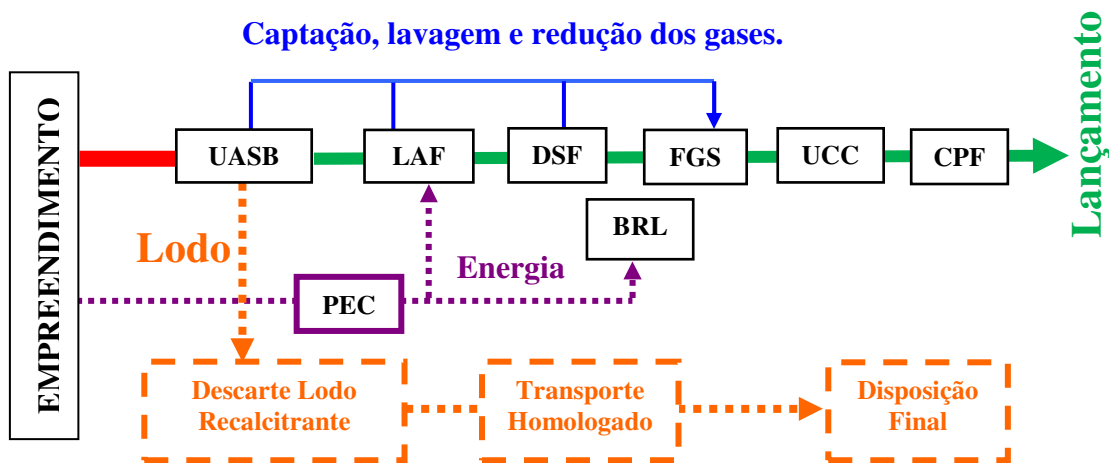 Captação, lavagem e redução dos gases.
EMPREENDIMENTO
UASB
LAF
DSF
FGS
UCC
CPF
Lançamento
Lodo
Energia
BRL
PEC
Descarte Lodo
Recalcitrante
Transporte
Homologado
Disposição
Final